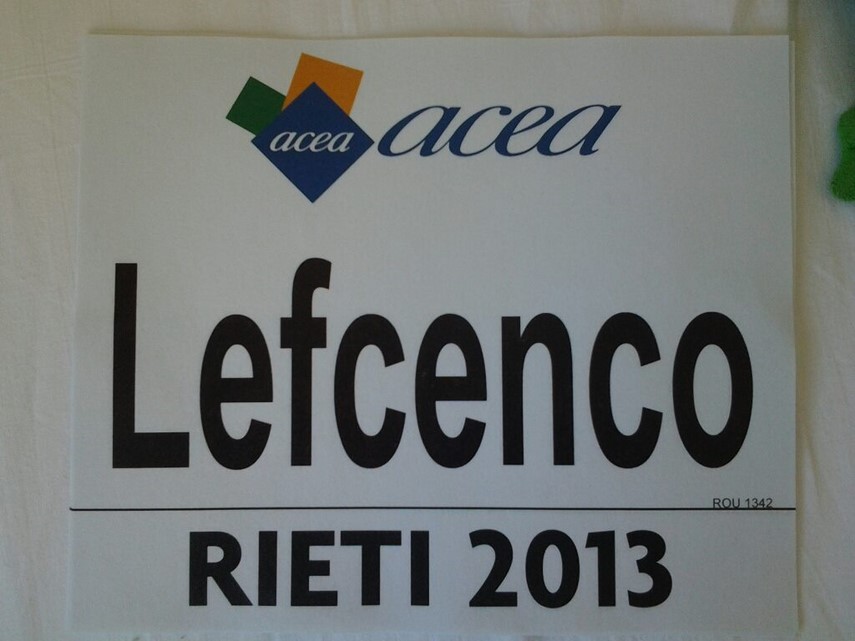 acea acea
Lefcenco
ROU 1342
RIETI 2013